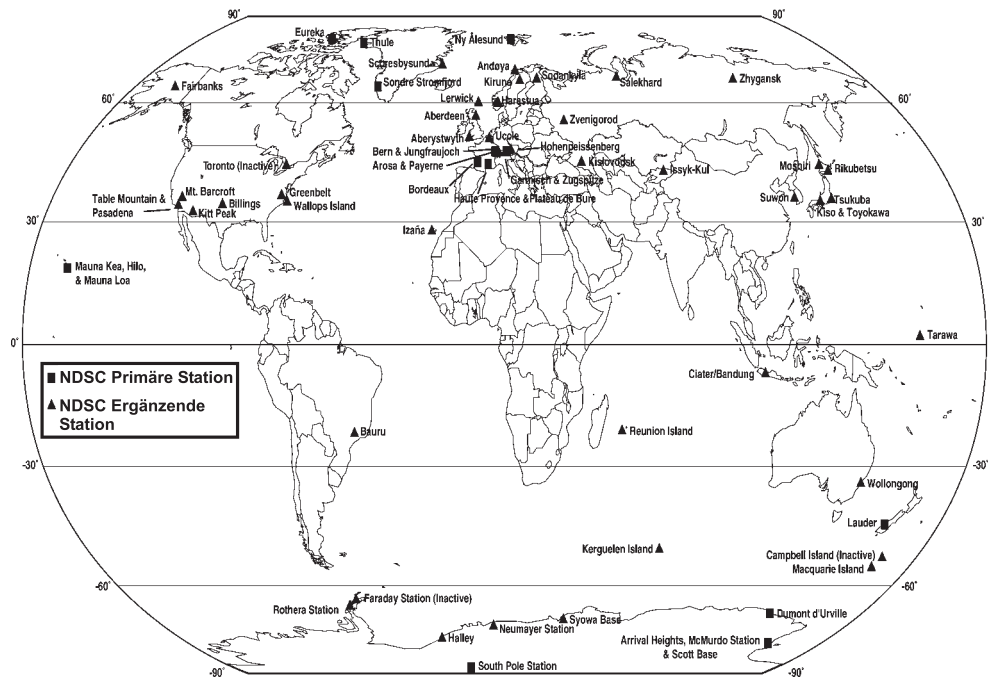 90° 90°
Eureka
Thule
Ny Alesund
Scoresbysund
Andøya
Sodankyla
Kiruna
Salekhard
Zhygansk
Sondre Stromfjord
Fairbanks
60° 60°
Lerwick
Harestua
Aberdeen
Zvenigorod
Aberystwyth
Uccle
Hohenpeissenberg
Bern & Jungfraujoch
Toronto (Inactive)
Arosa & Payerne
Kislovodsk
Issyk-Kul
Moshiri
Rikubetsu
Garmisch & Zugspitze
Bordeaux
Mt. Barcroft
Greenbelt
Table Mountain &
Pasadena
Billings
Wallops Island
Haute Provence & Plateau de Bure
Suwon
Tsukuba
Kiso & Toyokawa
Kitt Peak
30° 30°
Izaña
Mauna Kea, Hilo,
& Mauna Loa
Tarawa
0° 0°
NDSC Primäre Station
NDSC Ergänzende
Station
Ciater/Bandung
Bauru
Reunion Island
-30° -30°
Wollongong
Lauder
Kerguelen Island
Campbell Island (Inactive)
Macquarie Island
-60° -60°
Faraday Station (Inactive)
Rothera Station
Dumont d'Urville
Syowa Base
Neumayer Station
Halley
Arrival Heights, McMurdo Station
& Scott Base
South Pole Station
-90° -90°